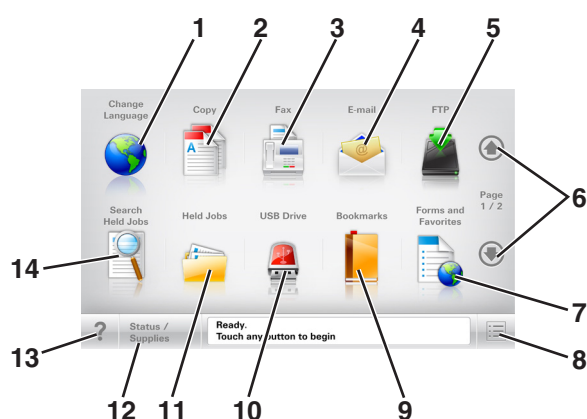 1 2 3 4 5
Change
Language
Copy
Fax
E-mail
FTP
A
@
6
Page
1 / 2
Search
Held Jobs
Held Jobs
USB Drive
Bookmarks
Forms and
Favorites
14
7
?
Status /
Supplies
Ready.
Touch any button to begin
13
12 11 10 9
8